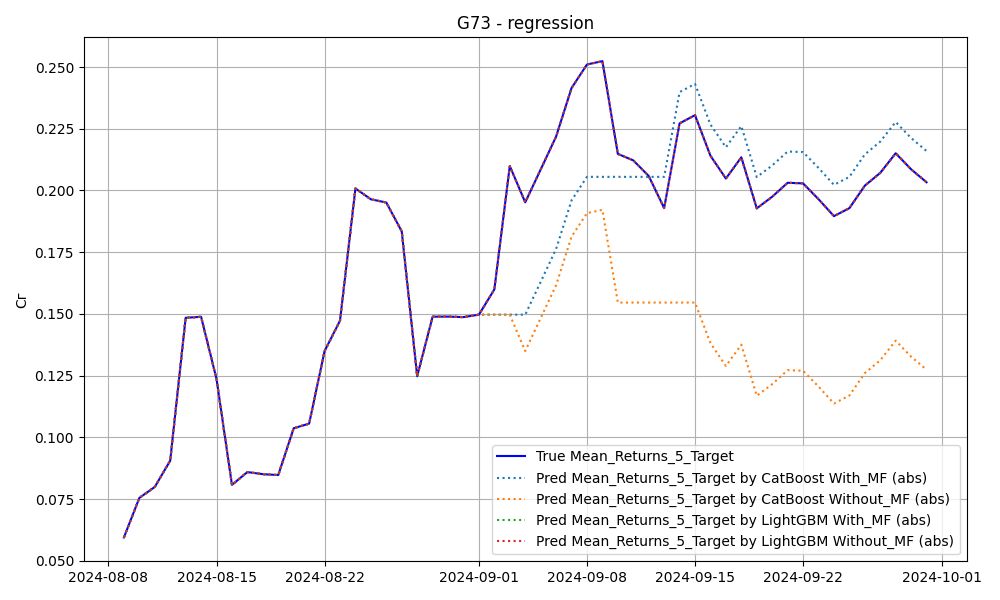 G73 - regression
Cr
0.250
0.225
0.200
0.175
0.150
0.125
0.100
0.075
0.050
True Mean_Returns_5_Target
Pred Mean_Returns_5_Target by CatBoost With_MF (abs)
Pred Mean_Returns_5_Target by CatBoost Without_MF (abs)
Pred Mean_Returns_5_Target by LightGBM With_MF (abs)
Pred Mean_Returns_5_Target by LightGBM Without_MF (abs)
2024-08-08 2024-08-15 2024-08-22 2024-09-01 2024-09-08 2024-09-15 2024-09-22 2024-10-01